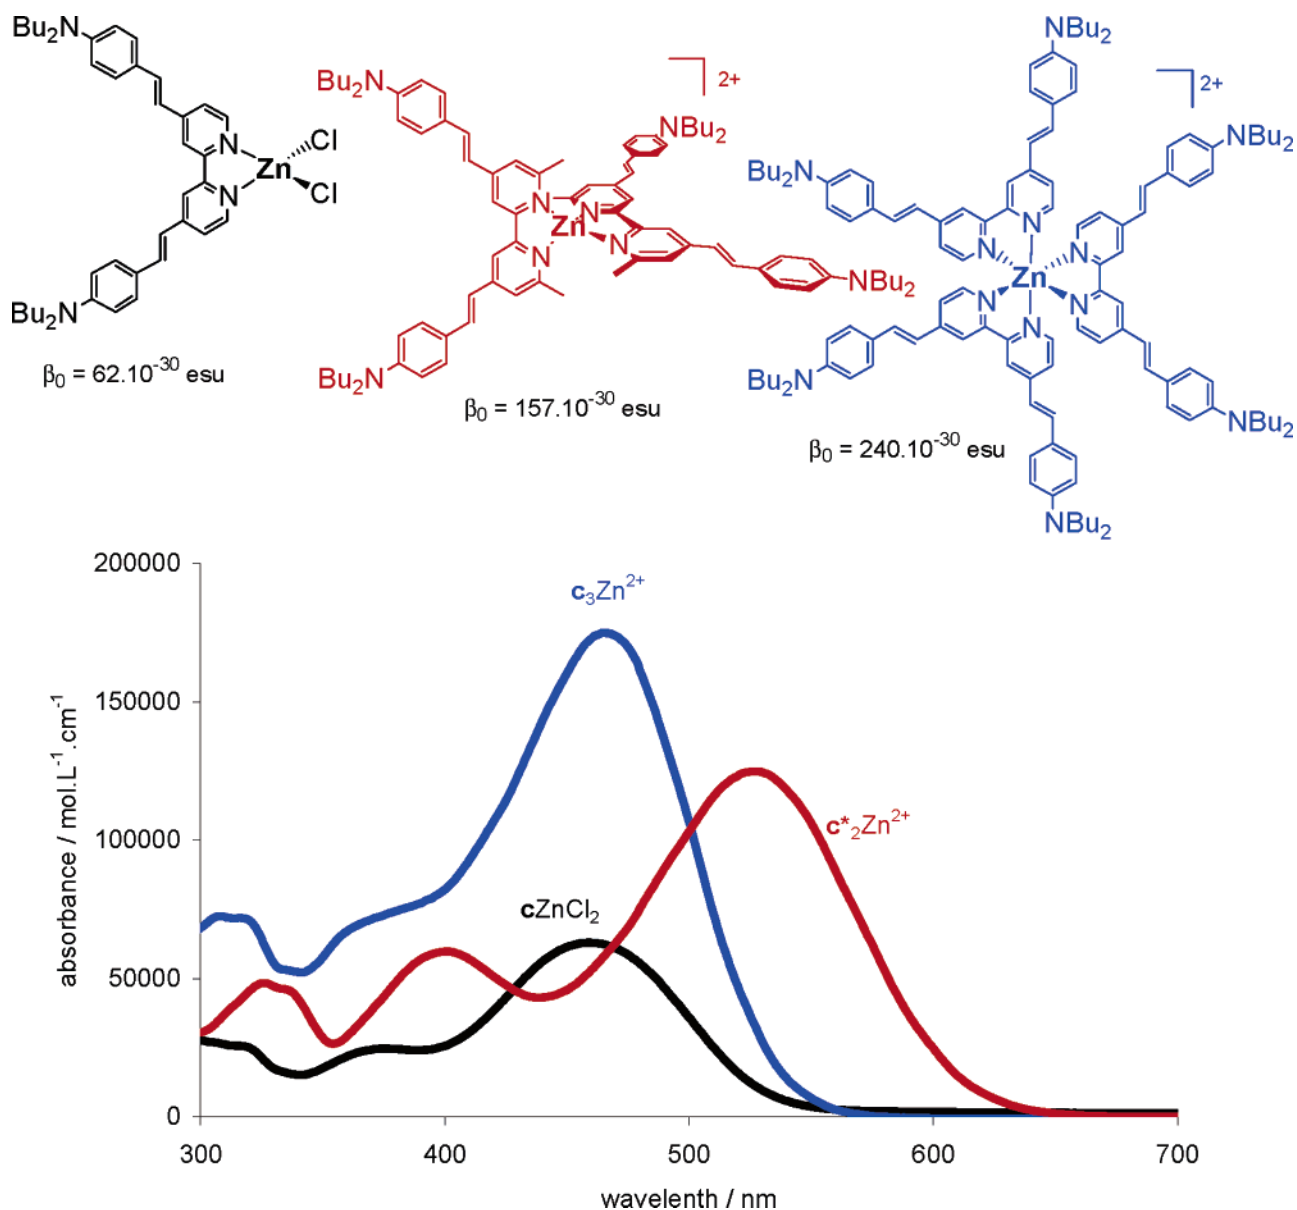 Bu₂N
Cl
Zn
Cl
N
N
Bu₂N
β₀ = 62.10⁻³⁰ esu
Bu₂N
2+
NBu₂
N
N
Zn
N
N
NBu₂
Bu₂N
β₀ = 157.10⁻³⁰ esu
NBu₂
2+
NBu₂
Bu₂N
N
N
N
Zn
N
N
N
Bu₂N
NBu₂
NBu₂
β₀ = 240.10⁻³⁰ esu
200000
150000
100000
50000
0
absorbance / mol.L⁻¹.cm⁻¹
c₃Zn²⁺
c*₂Zn²⁺
cZnCl₂
300 400 500 600 700
wavelenth / nm